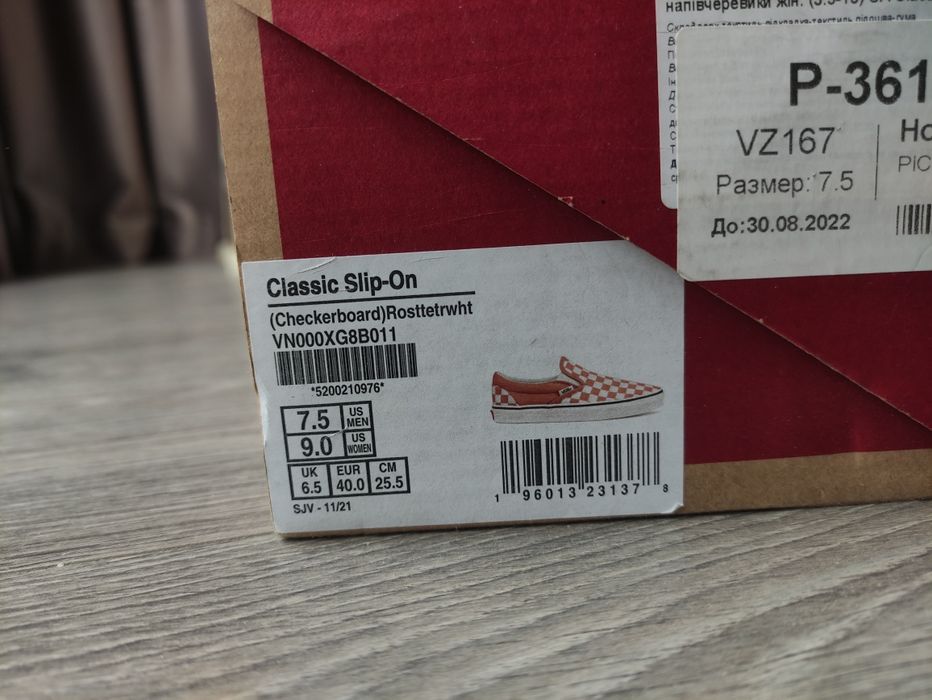 напівчеревики жін.
P-361
VZ167
Размер: 7.5
До:30.08.2022
Classic Slip-On
(Checkerboard)Rosttetrwht
VN000XG8B011
*5200210976*
7.5 US MEN
9.0 US WOMEN
UK EUR CM
6.5 40.0 25.5
SJV - 11/21
1 96013 23137 8